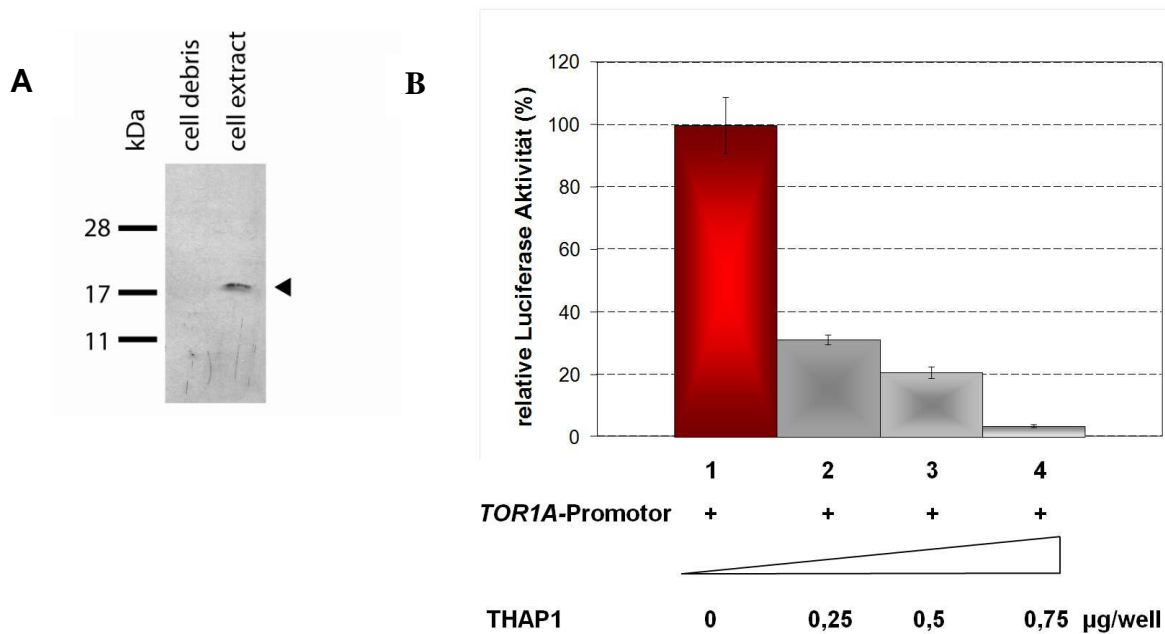 A
kDa
cell debris
cell extract
28
17
11
B
relative Luciferase Aktivität (%)
120
100
80
60
40
20
0
1 2 3 4
TOR1A-Promotor + + + +
THAP1 0 0,25 0,5 0,75 µg/well